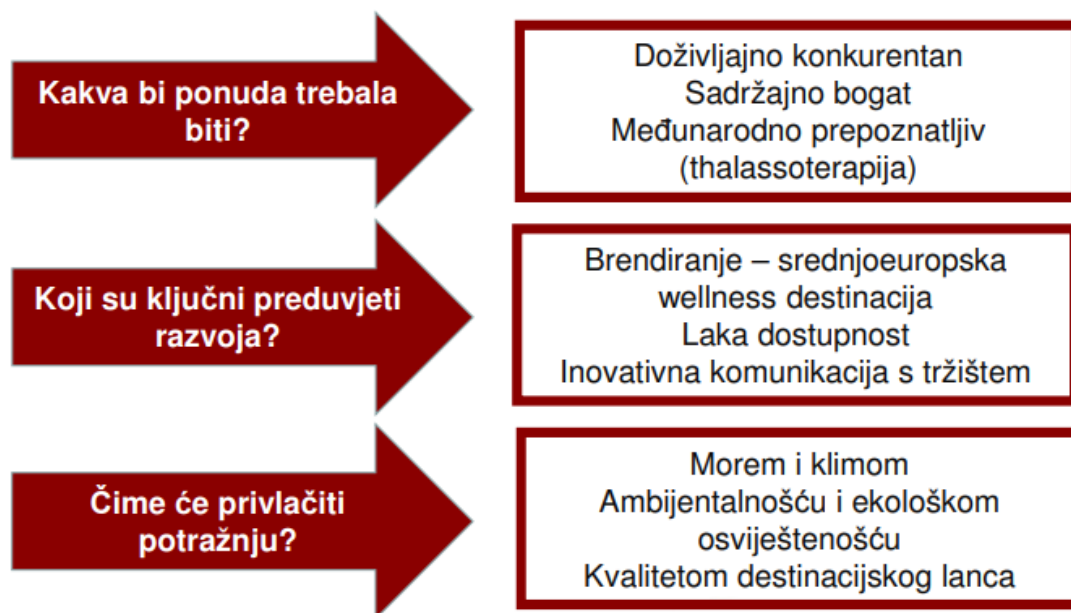 Kakva bi ponuda trebala
biti?
Doživljajno konkurentan
Sadržajno bogat
Međunarodno prepoznatljiv
(thalassoterapija)
Koji su ključni preduvjeti
razvoja?
Brendiranje – srednjoeuropska
wellness destinacija
Laka dostupnost
Inovativna komunikacija s tržištem
Čime će privlačiti
potražnju?
Morem i klimom
Ambijentalnošću i ekološkom
osviještenošću
Kvalitetom destinacijskog lanca